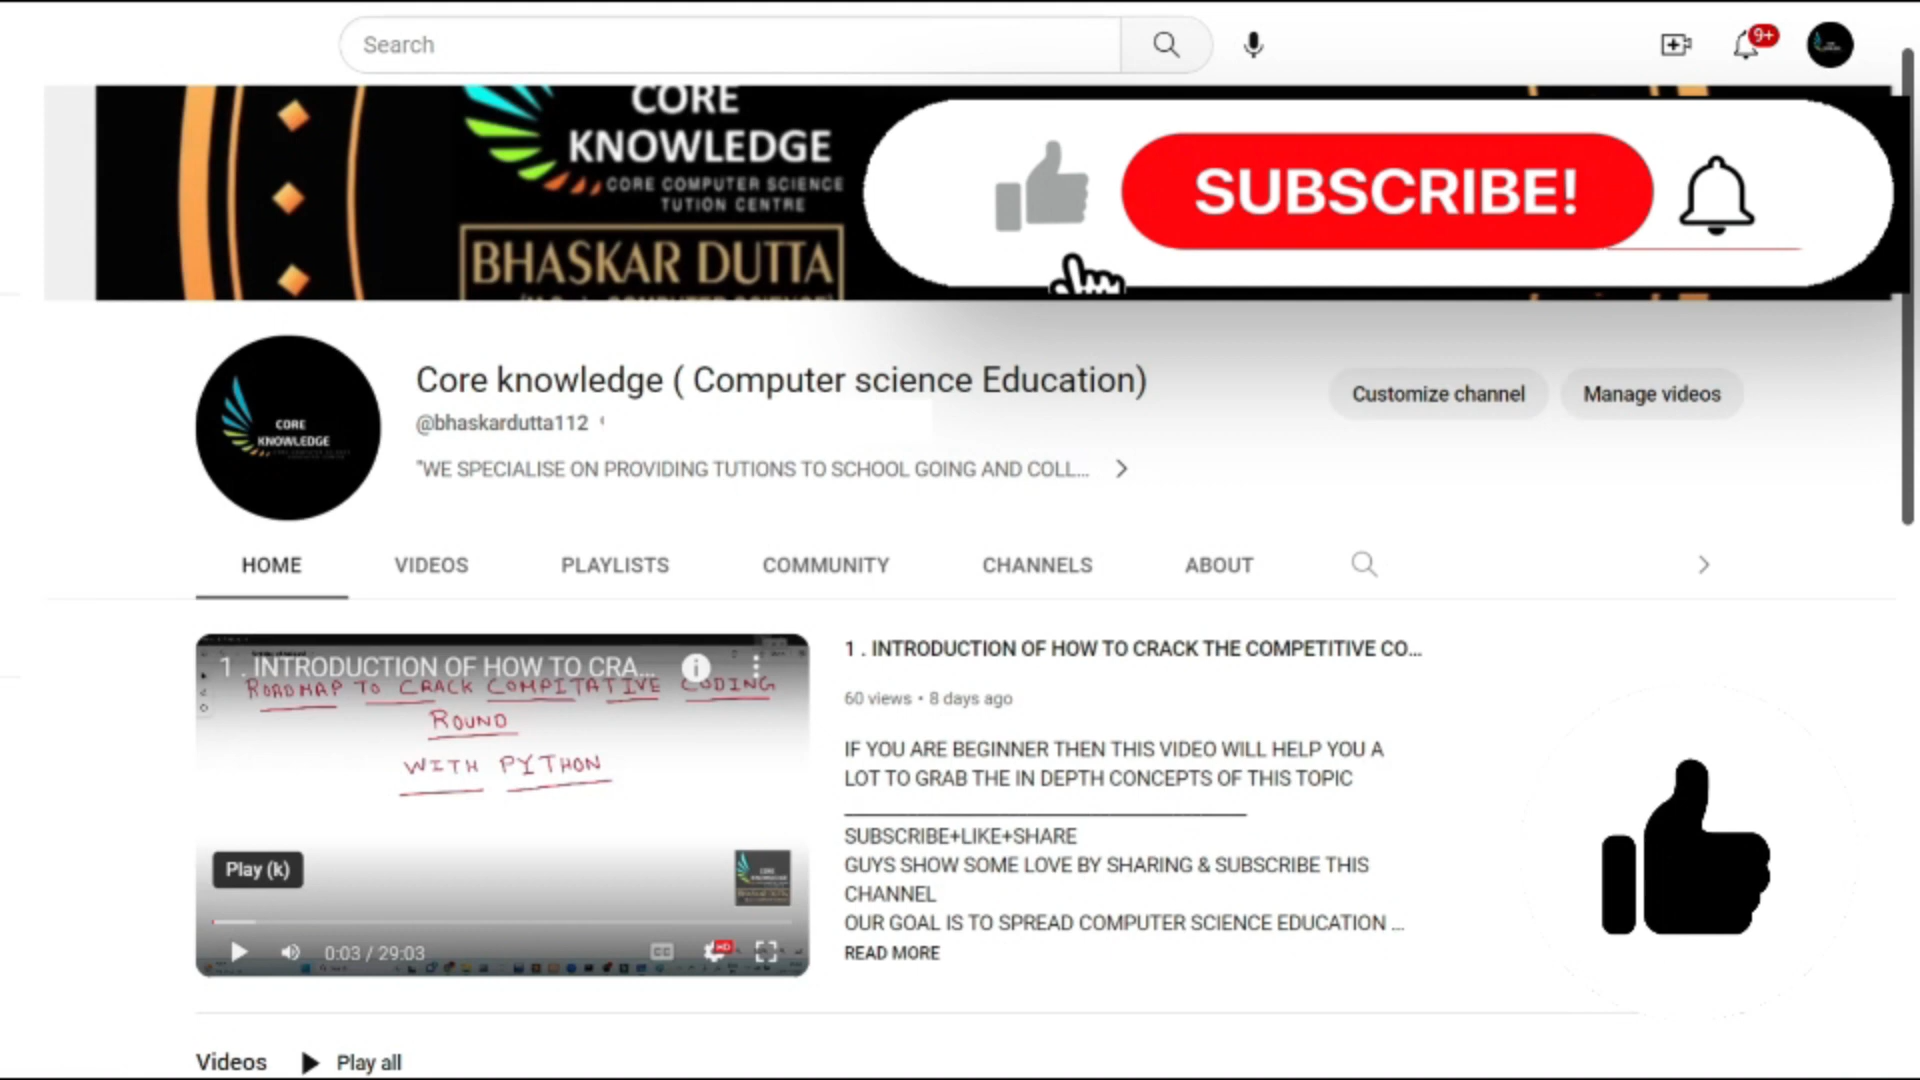 Search
9+
CORE
KNOWLEDGE
CORE COMPUTER SCIENCE
TUTION CENTRE
BHASKAR DUTTA
SUBSCRIBE!
CORE
KNOWLEDGE
Core knowledge ( Computer science Education)
@bhaskardutta112
"WE SPECIALISE ON PROVIDING TUTIONS TO SCHOOL GOING AND COLL...
Customize channel
Manage videos
HOME
VIDEOS
PLAYLISTS
COMMUNITY
CHANNELS
ABOUT
1 . INTRODUCTION OF HOW TO CRA...
ROADMAP TO CRACK COMPITATIVE CODING
ROUND
WITH PYTHON
Play (k)
0:03 / 29:03
CC
HD
1 . INTRODUCTION OF HOW TO CRACK THE COMPETITIVE CO...
60 views • 8 days ago
IF YOU ARE BEGINNER THEN THIS VIDEO WILL HELP YOU A
LOT TO GRAB THE IN DEPTH CONCEPTS OF THIS TOPIC
SUBSCRIBE+LIKE+SHARE
GUYS SHOW SOME LOVE BY SHARING & SUBSCRIBE THIS
CHANNEL
OUR GOAL IS TO SPREAD COMPUTER SCIENCE EDUCATION ...
READ MORE
Videos
Play all